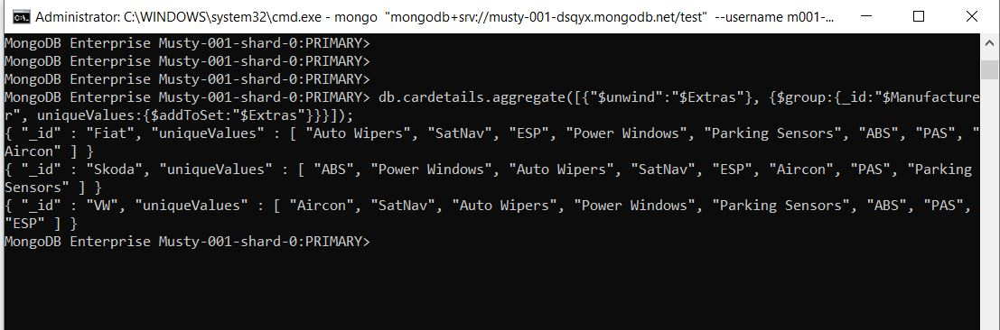 Administrator: C:\WINDOWS\system32\cmd.exe - mongo "mongodb+srv://musty-001-dsqyx.mongodb.net/test" --username m001-...
MongoDB Enterprise Musty-001-shard-0:PRIMARY>
MongoDB Enterprise Musty-001-shard-0:PRIMARY>
MongoDB Enterprise Musty-001-shard-0:PRIMARY>
MongoDB Enterprise Musty-001-shard-0:PRIMARY> db.cardetails.aggregate([{"$unwind":"$Extras"}, {$group:{_id:"$Manufacture
r", uniqueValues:{$addToSet:"$Extras"}}}]);
{ "_id" : "Fiat", "uniqueValues" : [ "Auto Wipers", "SatNav", "ESP", "Power Windows", "Parking Sensors", "ABS", "PAS", "
Aircon" ] }
{ "_id" : "Skoda", "uniqueValues" : [ "ABS", "Power Windows", "Auto Wipers", "SatNav", "ESP", "Aircon", "PAS", "Parking
Sensors" ] }
{ "_id" : "VW", "uniqueValues" : [ "Aircon", "SatNav", "Auto Wipers", "Power Windows", "Parking Sensors", "ABS", "PAS",
"ESP" ] }
MongoDB Enterprise Musty-001-shard-0:PRIMARY>